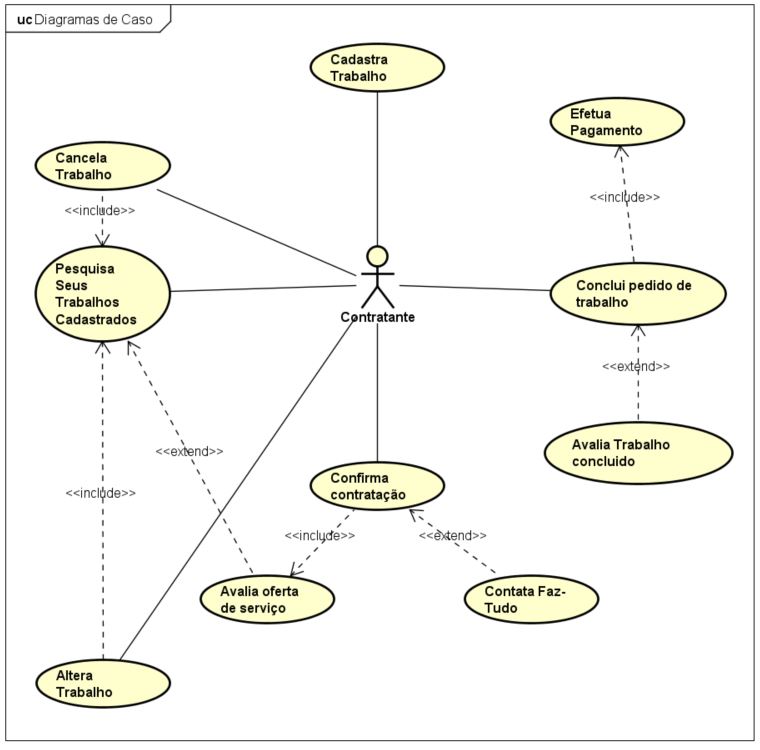 uc Diagramas de Caso
Cadastra
Trabalho
Efetua
Pagamento
Cancela
Trabalho
<<include>>
<<include>>
Pesquisa
Seus
Trabalhos
Cadastrados
Conclui pedido de
trabalho
Contratante
<<extend>>
<<extend>>
Avalia Trabalho
concluido
<<include>>
Confirma
contratação
<<include>>
<<extend>>
Avalia oferta
de serviço
Contata Faz-
Tudo
Altera
Trabalho